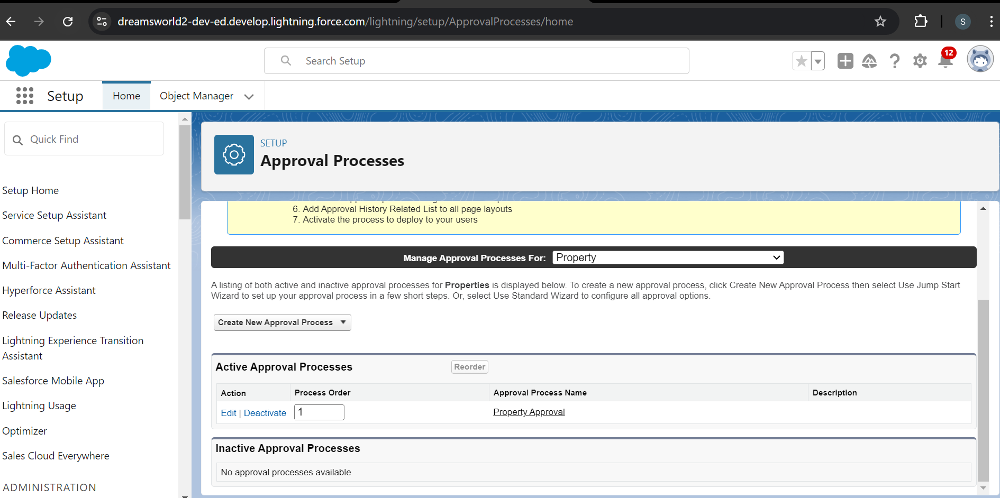 dreamsworld2-dev-ed.develop.lightning.force.com/lightning/setup/ApprovalProcesses/home
S
Search Setup
12
Setup
Home
Object Manager
Quick Find
Setup Home
Service Setup Assistant
Commerce Setup Assistant
Multi-Factor Authentication Assistant
Hyperforce Assistant
Release Updates
Lightning Experience Transition
Assistant
Salesforce Mobile App
Lightning Usage
Optimizer
Sales Cloud Everywhere
ADMINISTRATION
SETUP
Approval Processes
6. Add Approval History Related List to all page layouts
7. Activate the process to deploy to your users
Manage Approval Processes For: Property
A listing of both active and inactive approval processes for Properties is displayed below. To create a new approval process, click Create New Approval Process then select Use Jump Start
Wizard to set up your approval process in a few short steps. Or, select Use Standard Wizard to configure all approval options.
Create New Approval Process
Active Approval Processes
Reorder
Action Process Order Approval Process Name Description
Edit | Deactivate 1 Property Approval
Inactive Approval Processes
No approval processes available